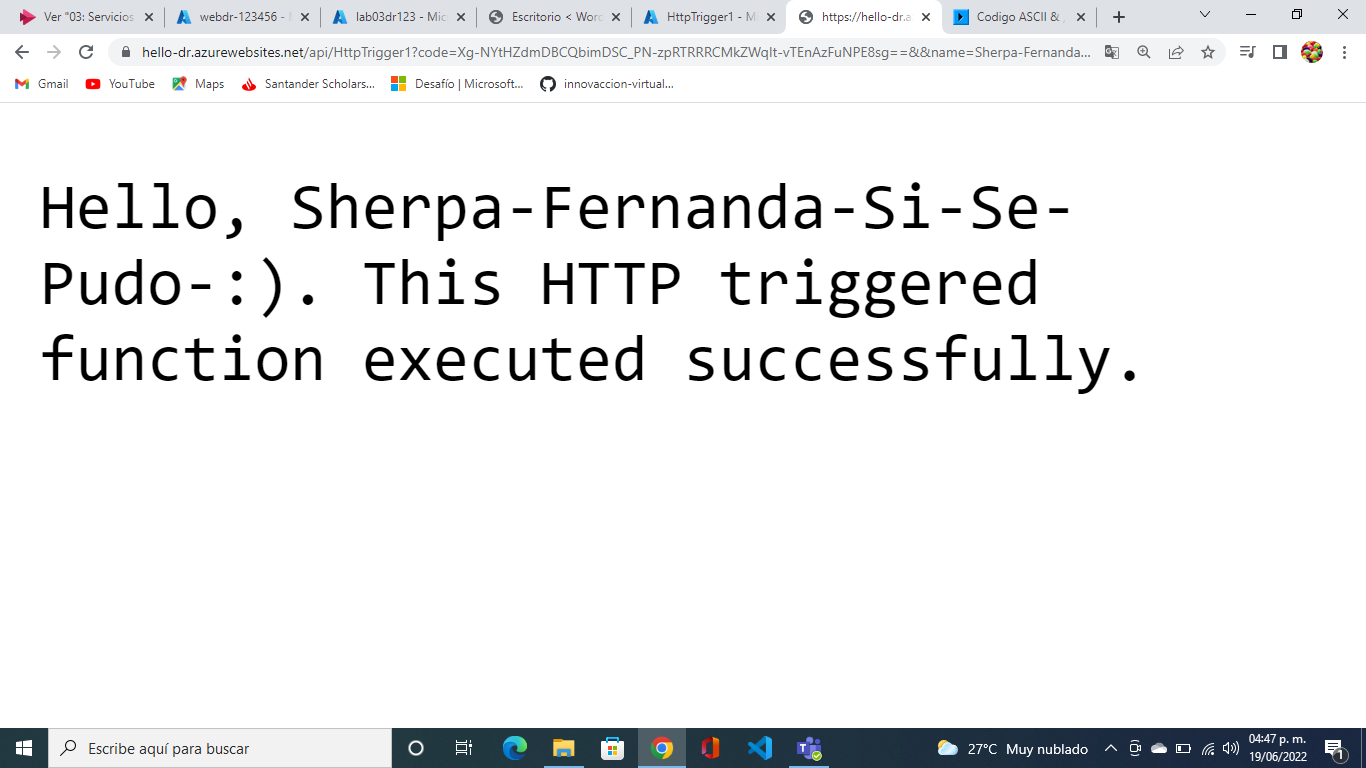 Ver "03: Servicios
webdr-123456 -
lab03dr123 - Mic
Escritorio < Word
HttpTrigger1 - M
https://hello-dr.a
Codigo ASCII &
hello-dr.azurewebsites.net/api/HttpTrigger1?code=Xg-NYtHZdmDBCQbimDSC_PN-zpRTRRRCMkZWqIt-vTEnAzFuNPE8sg==&&name=Sherpa-Fernanda...
Gmail
YouTube
Maps
Santander Scholars...
Desafío | Microsoft...
innovaccion-virtual...
Hello, Sherpa-Fernanda-Si-Se-
Pudo-:). This HTTP triggered
function executed successfully.
Escribe aquí para buscar
27°C Muy nublado
04:47 p. m.
19/06/2022
1